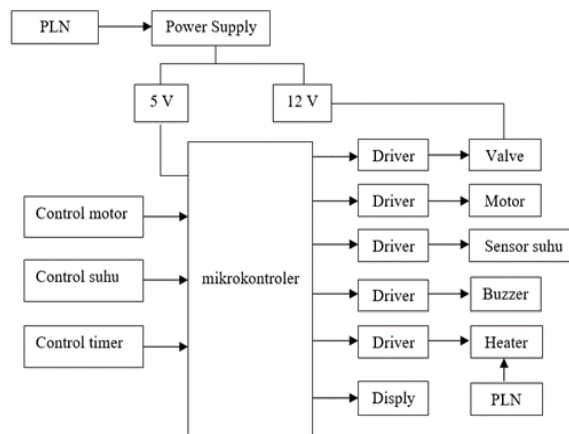 PLN
Power Supply
5 V
12 V
Driver
Valve
Control motor
Driver
Motor
Driver
Sensor suhu
Control suhu
mikrokontroler
Driver
Buzzer
Control timer
Driver
Heater
Disply
PLN